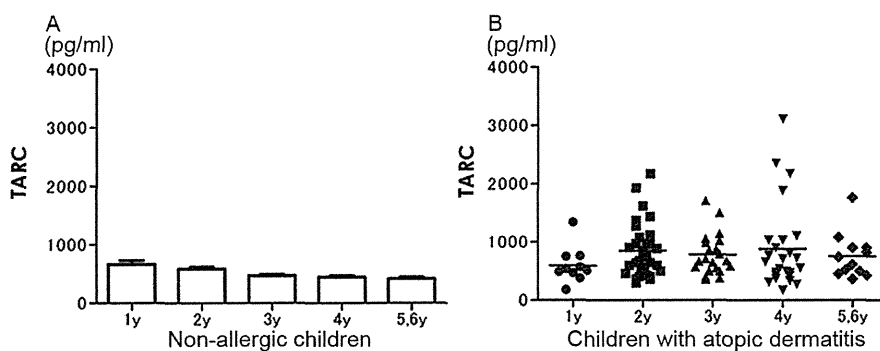 A
(pg/ml)
4000
3000
2000
1000
0
TARC
1y 2y 3y 4y 5,6y
Non-allergic children
B
(pg/ml)
4000
3000
2000
1000
0
TARC
1y 2y 3y 4y 5,6y
Children with atopic dermatitis